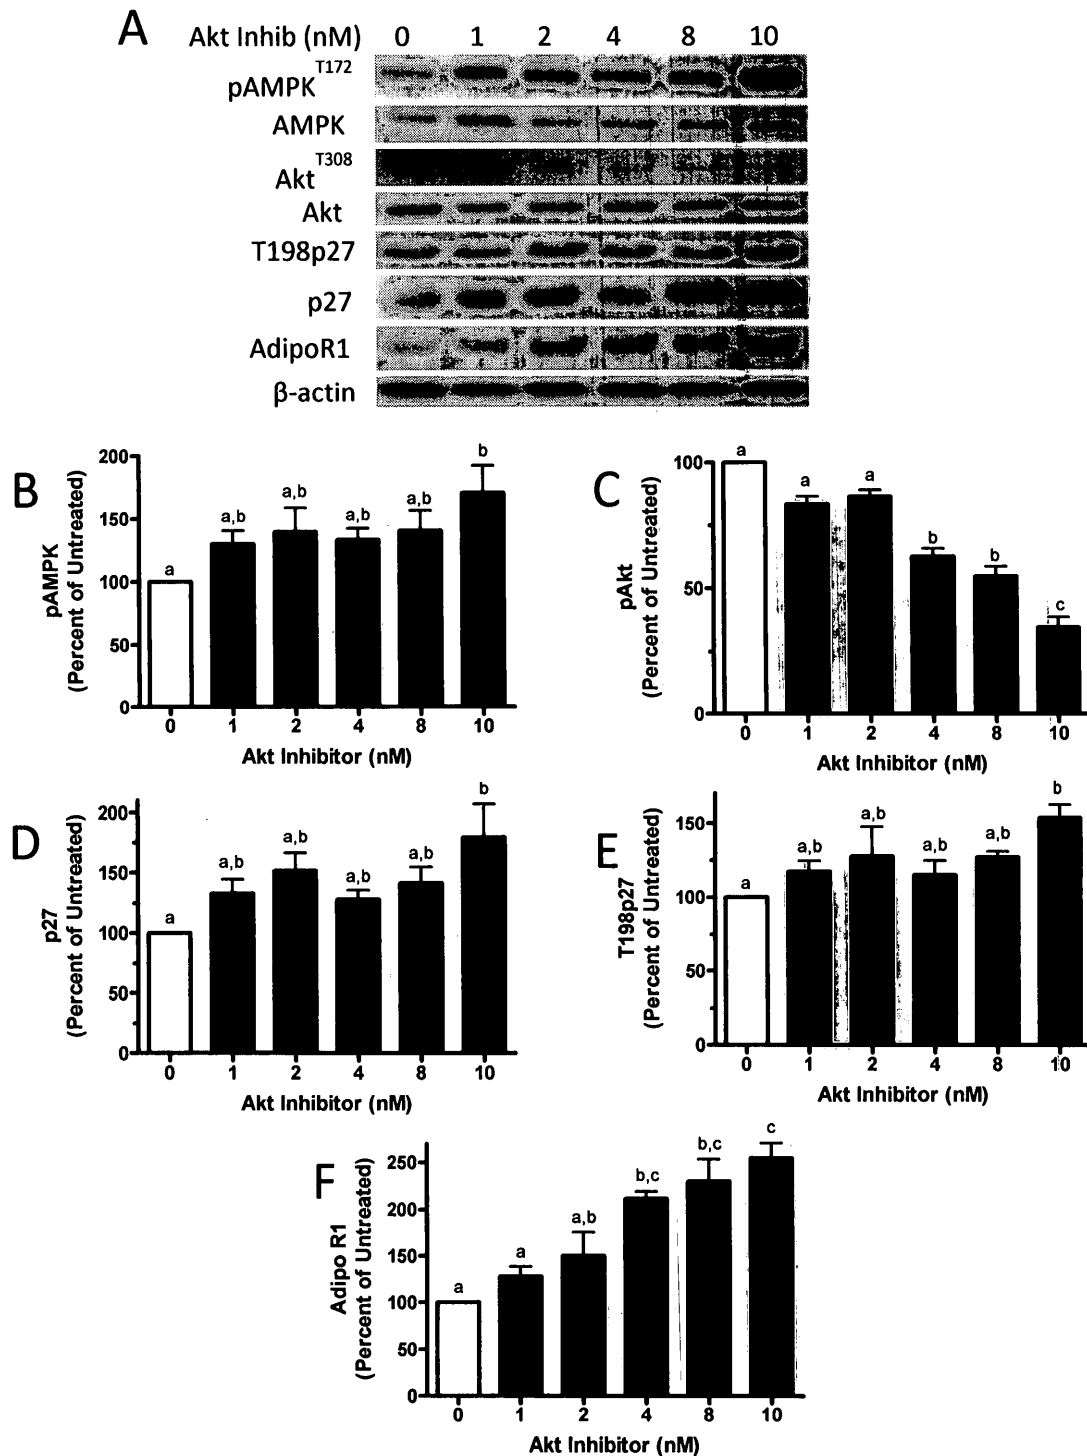 A
Akt Inhib (nM) 0 1 2 4 8 10
pAMPK T172
AMPK
Akt T308
Akt
T198p27
p27
AdipoR1
β-actin
B
pAMPK
(Percent of Untreated)
200
150
100
50
0
a
a,b
a,b
a,b
a,b
b
0 1 2 4 8 10
Akt Inhibitor (nM)
C
pAkt
(Percent of Untreated)
100
50
0
a
a
a
b
b
c
0 1 2 4 8 10
Akt Inhibitor (nM)
D
p27
(Percent of Untreated)
200
150
100
50
0
a
a,b
a,b
a,b
a,b
b
0 1 2 4 8 10
Akt Inhibitor (nM)
E
T198p27
(Percent of Untreated)
150
100
50
0
a
a,b
a,b
a,b
a,b
b
0 1 2 4 8 10
Akt Inhibitor (nM)
F
Adipo R1
(Percent of Untreated)
250
200
150
100
50
0
a
a
a,b
b,c
b,c
c
0 1 2 4 8 10
Akt Inhibitor (nM)